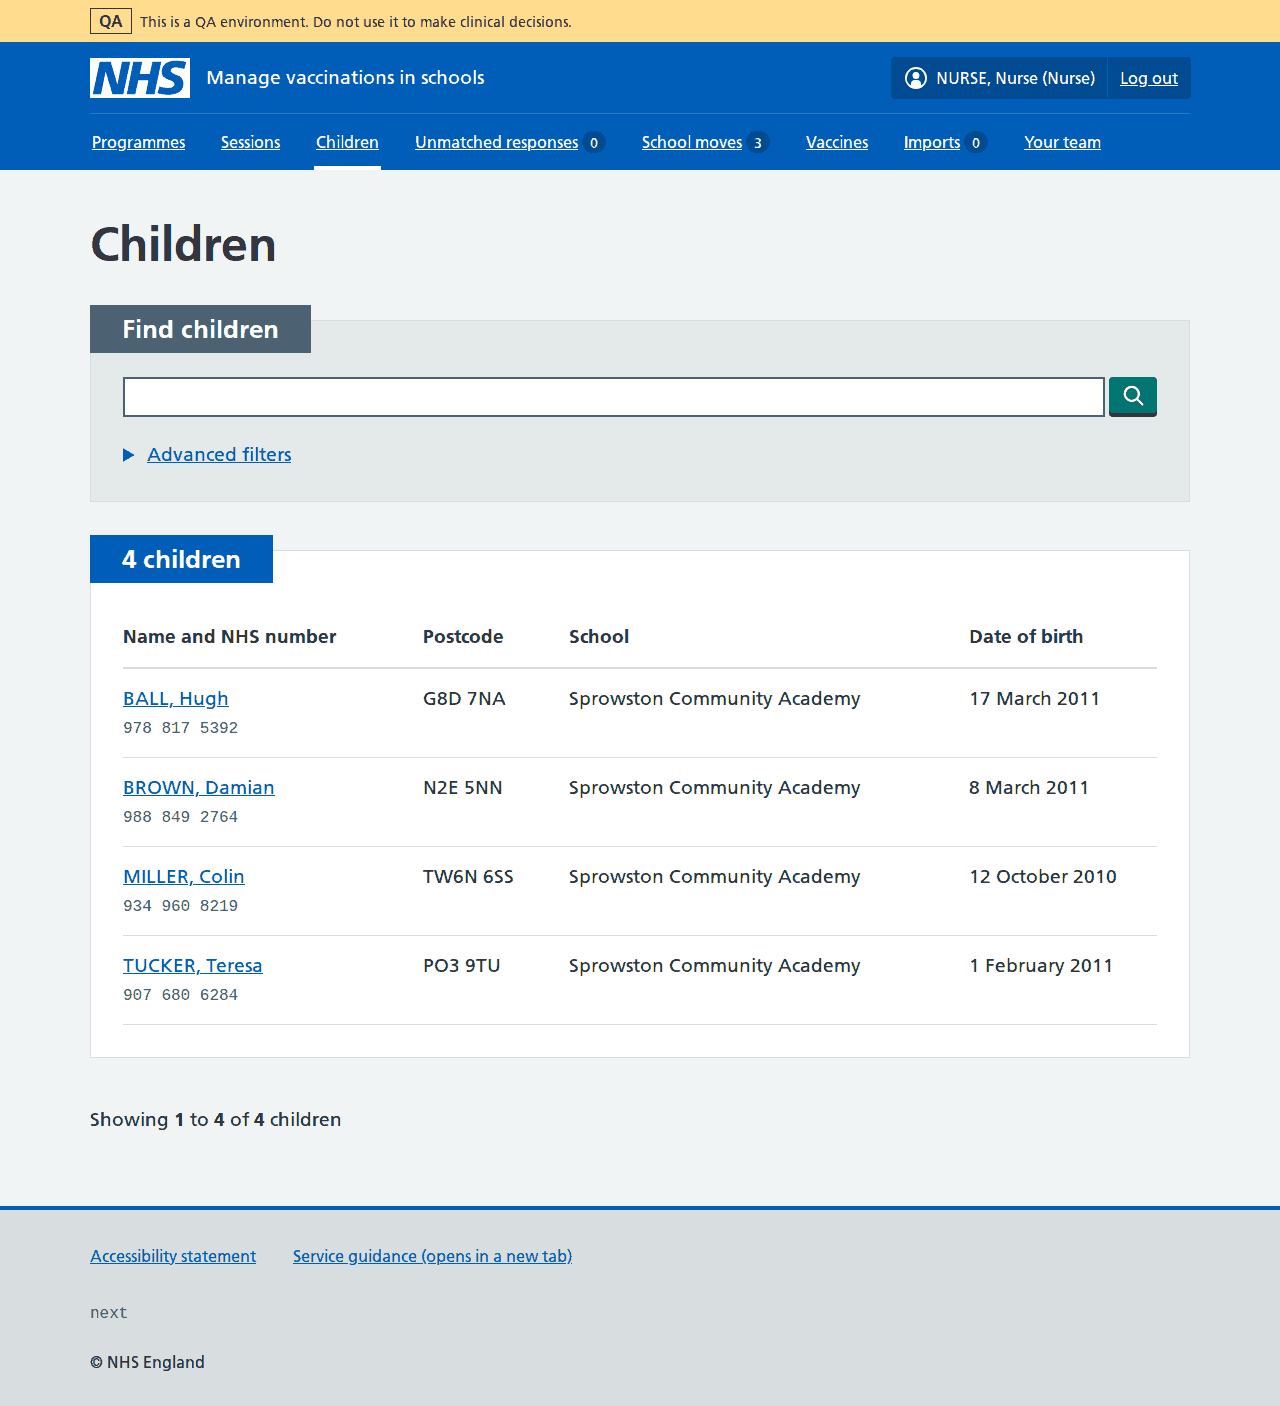 QA This is a QA environment. Do not use it to make clinical decisions.
NHS Manage vaccinations in schools NURSE, Nurse (Nurse) Log out
Programmes Sessions Children Unmatched responses 0 School moves 3 Vaccines Imports 0 Your team
Children
Find children
Advanced filters
4 children
Name and NHS number Postcode School Date of birth
BALL, Hugh G8D 7NA Sprowston Community Academy 17 March 2011
978 817 5392
BROWN, Damian N2E 5NN Sprowston Community Academy 8 March 2011
988 849 2764
MILLER, Colin TW6N 6SS Sprowston Community Academy 12 October 2010
934 960 8219
TUCKER, Teresa PO3 9TU Sprowston Community Academy 1 February 2011
907 680 6284
Showing 1 to 4 of 4 children
Accessibility statement Service guidance (opens in a new tab)
next
© NHS England